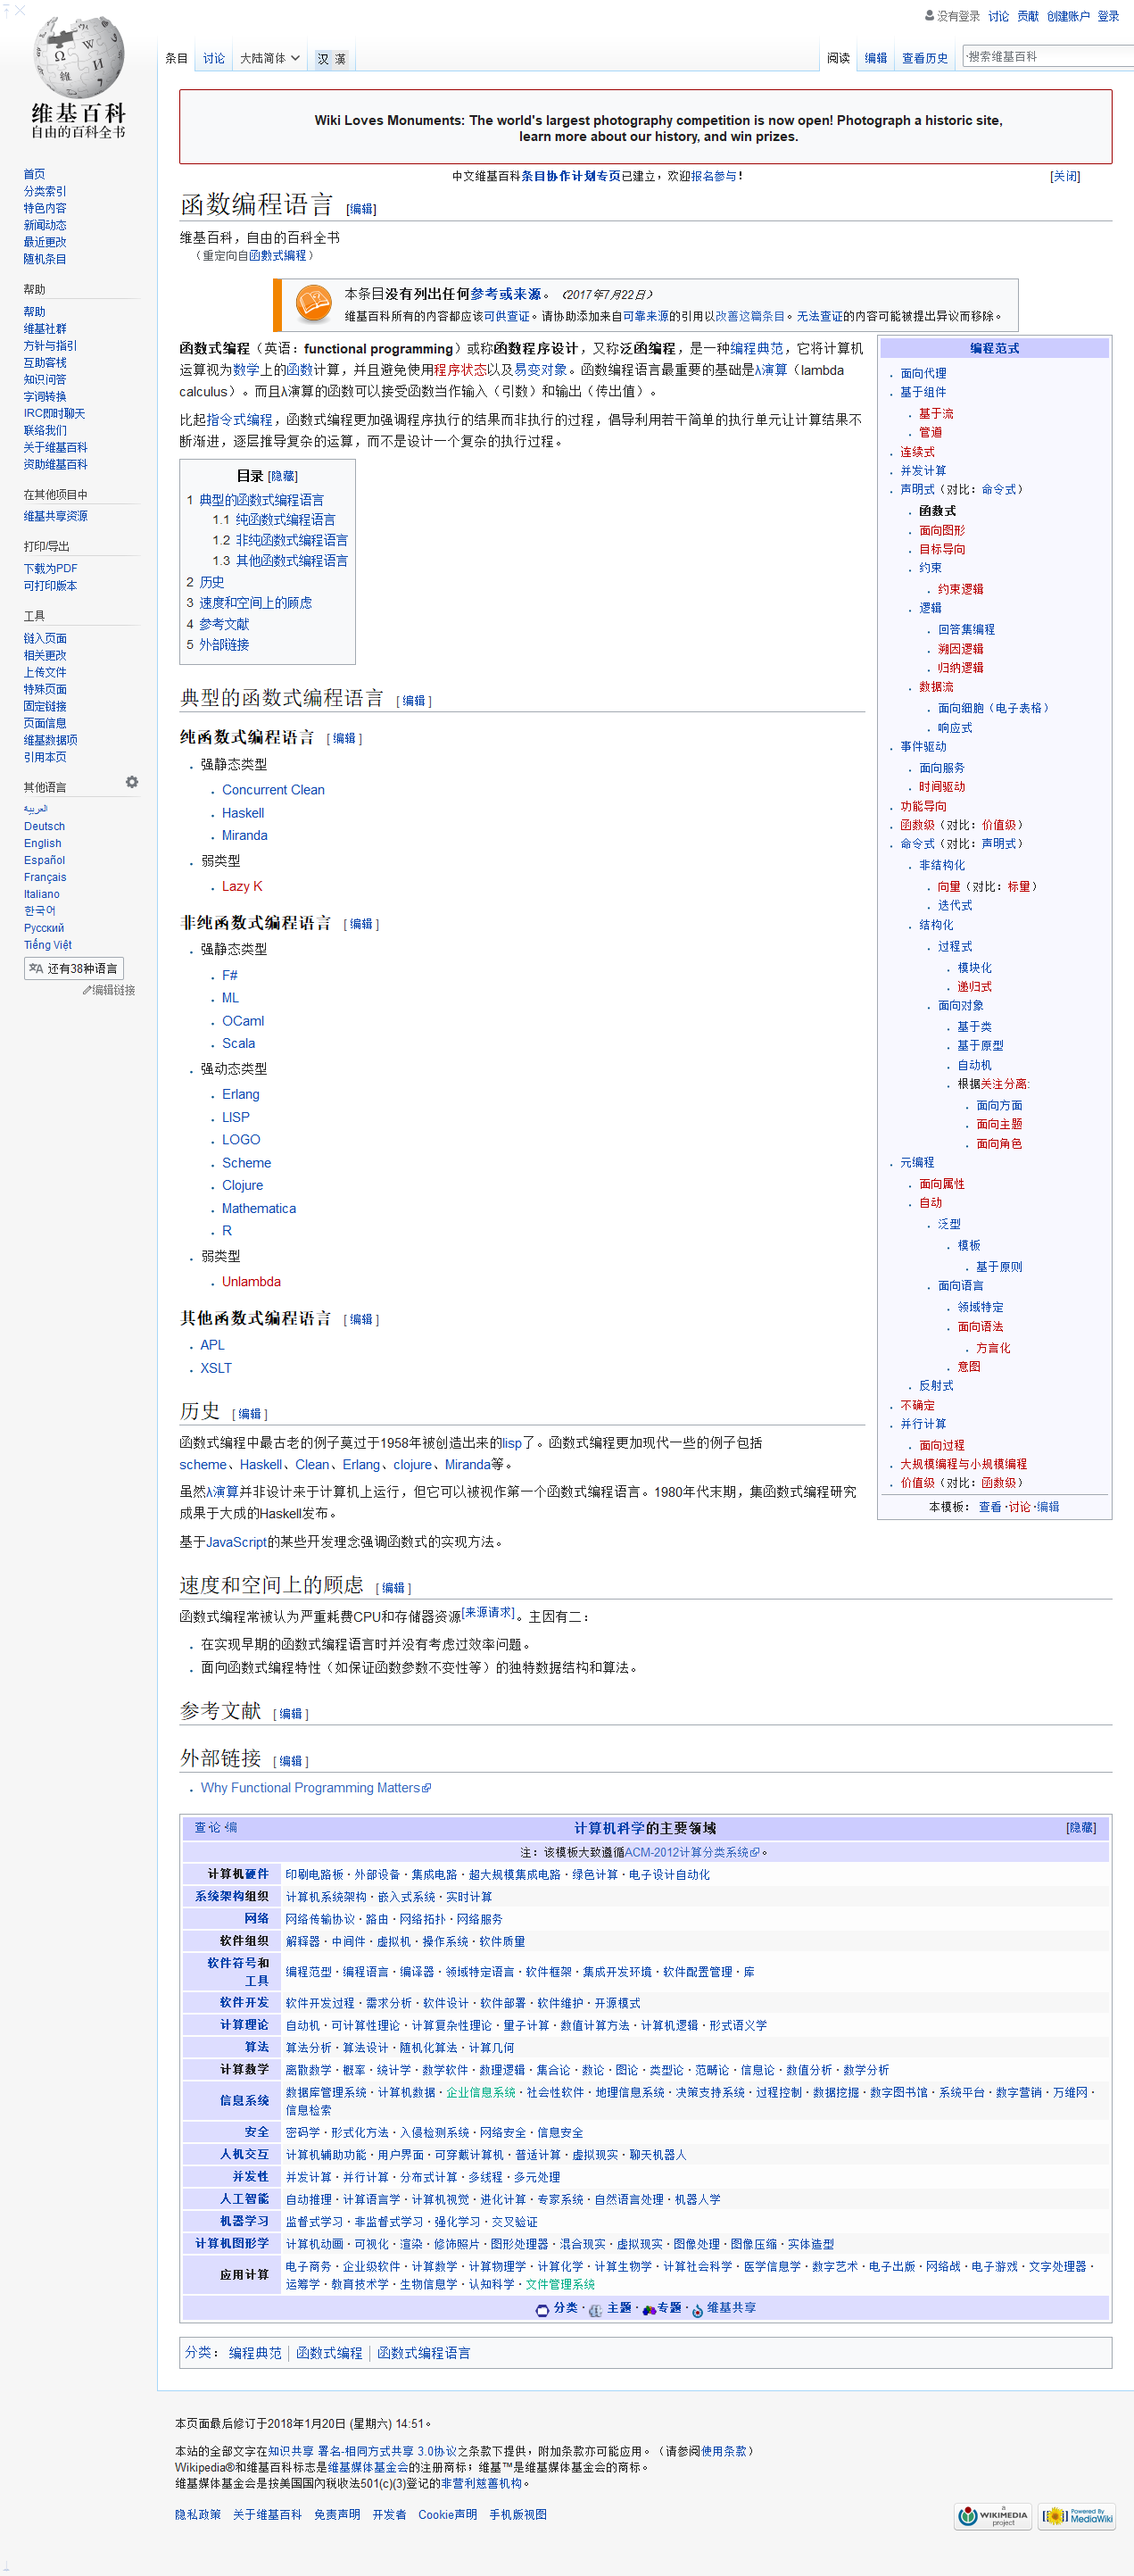 没有登录 讨论 贡献 创建账户 登录
条目 讨论 大陆简体 汉 漢 阅读 编辑 查看历史 搜索维基百科
维基百科
自由的百科全书
首页
分类索引
特色内容
新闻动态
最近更改
随机条目
帮助
帮助
维基社群
方针与指引
互助客栈
知识问答
字词转换
IRC即时聊天
联络我们
关于维基百科
资助维基百科
在其他项目中
维基共享资源
打印/导出
下载为PDF
可打印版本
工具
链入页面
相关更改
上传文件
特殊页面
固定链接
页面信息
维基数据项
引用本页
其他语言
العربية
Deutsch
English
Español
Français
Italiano
한국어
Русский
Tiếng Việt
还有38种语言
编辑链接
Wiki Loves Monuments: The world's largest photography competition is now open! Photograph a historic site,
learn more about our history, and win prizes.
中文维基百科条目协作计划专页已建立，欢迎报名参与！ [关闭]
函数编程语言 [编辑]
维基百科，自由的百科全书
（重定向自函數式編程）
本条目没有列出任何参考或来源。 （2017年7月22日）
维基百科所有的内容都应该可供查证。请协助添加来自可靠来源的引用以改善这篇条目。无法查证的内容可能被提出异议而移除。
函数式编程（英语：functional programming）或称函数程序设计，又称泛函编程，是一种编程典范，它将计算机
运算视为数学上的函数计算，并且避免使用程序状态以及易变对象。函数编程语言最重要的基础是λ演算（lambda
calculus）。而且λ演算的函数可以接受函数当作输入（引数）和输出（传出值）。
比起指令式编程，函数式编程更加强调程序执行的结果而非执行的过程，倡导利用若干简单的执行单元让计算结果不
断渐进，逐层推导复杂的运算，而不是设计一个复杂的执行过程。
目录 [隐藏]
1 典型的函数式编程语言
1.1 纯函数式编程语言
1.2 非纯函数式编程语言
1.3 其他函数式编程语言
2 历史
3 速度和空间上的顾虑
4 参考文献
5 外部链接
典型的函数式编程语言 [ 编辑 ]
纯函数式编程语言 [ 编辑 ]
强静态类型
Concurrent Clean
Haskell
Miranda
弱类型
Lazy K
非纯函数式编程语言 [ 编辑 ]
强静态类型
F#
ML
OCaml
Scala
强动态类型
Erlang
LISP
LOGO
Scheme
Clojure
Mathematica
R
弱类型
Unlambda
其他函数式编程语言 [ 编辑 ]
APL
XSLT
历史 [ 编辑 ]
函数式编程中最古老的例子莫过于1958年被创造出来的lisp了。函数式编程更加现代一些的例子包括
scheme、Haskell、Clean、Erlang、clojure、Miranda等。
虽然λ演算并非设计来于计算机上运行，但它可以被视作第一个函数式编程语言。1980年代末期，集函数式编程研究
成果于大成的Haskell发布。
基于JavaScript的某些开发理念强调函数式的实现方法。
编程范式
面向代理
基于组件
基于流
管道
连续式
并发计算
声明式（对比：命令式）
函数式
面向图形
目标导向
约束
约束逻辑
逻辑
回答集编程
溯因逻辑
归纳逻辑
数据流
面向细胞（电子表格）
响应式
事件驱动
面向服务
时间驱动
功能导向
函数级（对比：价值级）
命令式（对比：声明式）
非结构化
向量（对比：标量）
迭代式
结构化
过程式
模块化
递归式
面向对象
基于类
基于原型
自动机
根据关注分离:
面向方面
面向主题
面向角色
元编程
面向属性
自动
泛型
模板
基于原则
面向语言
领域特定
面向语法
方言化
意图
反射式
不确定
并行计算
面向过程
大规模编程与小规模编程
价值级（对比：函数级）
本模板： 查看·讨论·编辑
速度和空间上的顾虑 [ 编辑 ]
函数式编程常被认为严重耗费CPU和存储器资源[来源请求]。主因有二：
在实现早期的函数式编程语言时并没有考虑过效率问题。
面向函数式编程特性（如保证函数参数不变性等）的独特数据结构和算法。
参考文献 [ 编辑 ]
外部链接 [ 编辑 ]
Why Functional Programming Matters
查·论·编 计算机科学的主要领域 [隐藏]
注：该模板大致遵循ACM-2012计算分类系统。
计算机硬件 印刷电路板 · 外部设备 · 集成电路 · 超大规模集成电路 · 绿色计算 · 电子设计自动化
系统架构组织 计算机系统架构 · 嵌入式系统 · 实时计算
网络 网络传输协议 · 路由 · 网络拓扑 · 网络服务
软件组织 解释器 · 中间件 · 虚拟机 · 操作系统 · 软件质量
软件符号和
工具 编程范型 · 编程语言 · 编译器 · 领域特定语言 · 软件框架 · 集成开发环境 · 软件配置管理 · 库
软件开发 软件开发过程 · 需求分析 · 软件设计 · 软件部署 · 软件维护 · 开源模式
计算理论 自动机 · 可计算性理论 · 计算复杂性理论 · 量子计算 · 数值计算方法 · 计算机逻辑 · 形式语义学
算法 算法分析 · 算法设计 · 随机化算法 · 计算几何
计算数学 离散数学 · 概率 · 统计学 · 数学软件 · 数理逻辑 · 集合论 · 数论 · 图论 · 类型论 · 范畴论 · 信息论 · 数值分析 · 数学分析
信息系统 数据库管理系统 · 计算机数据 · 企业信息系统 · 社会性软件 · 地理信息系统 · 决策支持系统 · 过程控制 · 数据挖掘 · 数字图书馆 · 系统平台 · 数字营销 · 万维网 ·
信息检索
安全 密码学 · 形式化方法 · 入侵检测系统 · 网络安全 · 信息安全
人机交互 计算机辅助功能 · 用户界面 · 可穿戴计算机 · 普适计算 · 虚拟现实 · 聊天机器人
并发性 并发计算 · 并行计算 · 分布式计算 · 多线程 · 多元处理
人工智能 自动推理 · 计算语言学 · 计算机视觉 · 进化计算 · 专家系统 · 自然语言处理 · 机器人学
机器学习 监督式学习 · 非监督式学习 · 强化学习 · 交叉验证
计算机图形学 计算机动画 · 可视化 · 渲染 · 修饰照片 · 图形处理器 · 混合现实 · 虚拟现实 · 图像处理 · 图像压缩 · 实体造型
应用计算 电子商务 · 企业级软件 · 计算数学 · 计算物理学 · 计算化学 · 计算生物学 · 计算社会科学 · 医学信息学 · 数字艺术 · 电子出版 · 网络战 · 电子游戏 · 文字处理器 ·
运筹学 · 教育技术学 · 生物信息学 · 认知科学 · 文件管理系统
分类 · 主题 · 专题 · 维基共享
分类： 编程典范 函数式编程 函数式编程语言
本页面最后修订于2018年1月20日 (星期六) 14:51。
本站的全部文字在知识共享 署名-相同方式共享 3.0协议之条款下提供，附加条款亦可能应用。（请参阅使用条款）
Wikipedia®和维基百科标志是维基媒体基金会的注册商标；维基™是维基媒体基金会的商标。
维基媒体基金会是按美国国內税收法501(c)(3)登记的非营利慈善机构。
隐私政策 关于维基百科 免责声明 开发者 Cookie声明 手机版视图
a WIKIMEDIA project
Powered By MediaWiki